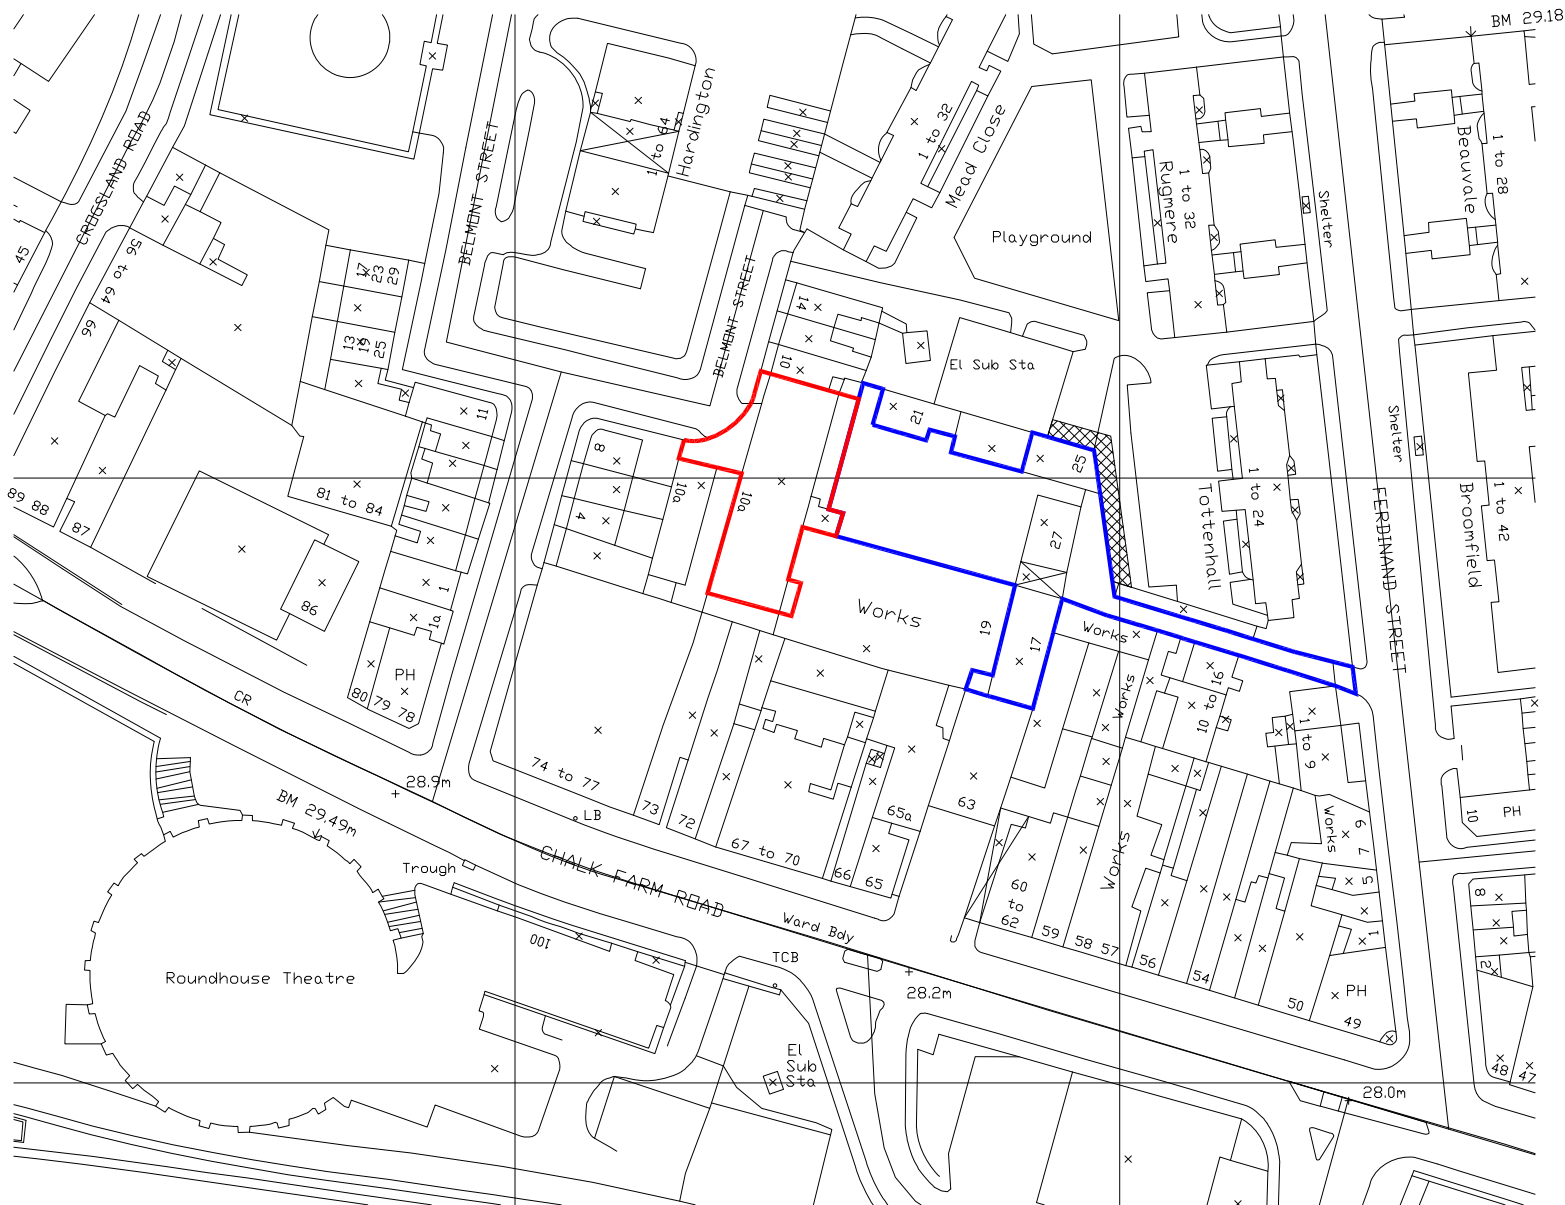 BM 29.18
CROGSLAND ROAD
BELMONT STREET
Hardington
1 to 64
1 to 32
Mead Close
Playground
1 to 32
Rugmere
Shelter
Beauvale
1 to 28
45
56 to 64
66
17
23
29
13
19
25
BELMONT STREET
14
10
El Sub Sta
21
25
11
8
4
10a
10a
81 to 84
89 88
87
86
1
1a
PH
80
79 78
Works
27
19
17
Works
Tottenhall
1 to 24
Shelter
FERDINAND STREET
Broomfield
1 to 42
CR
28.9m
BM 29.49m
Trough
LB
74 to 77
73
72
67 to 70
66
65
65a
63
Works
10 to 16
1 to 9
Works
6
7
5
1
10
PH
8
2
Works
60
to
62
59
58
57
56
54
50
49
PH
48
47
CHALK FARM ROAD
Ward Bdy
TCB
28.2m
28.0m
100
Roundhouse Theatre
El
Sub
Sta